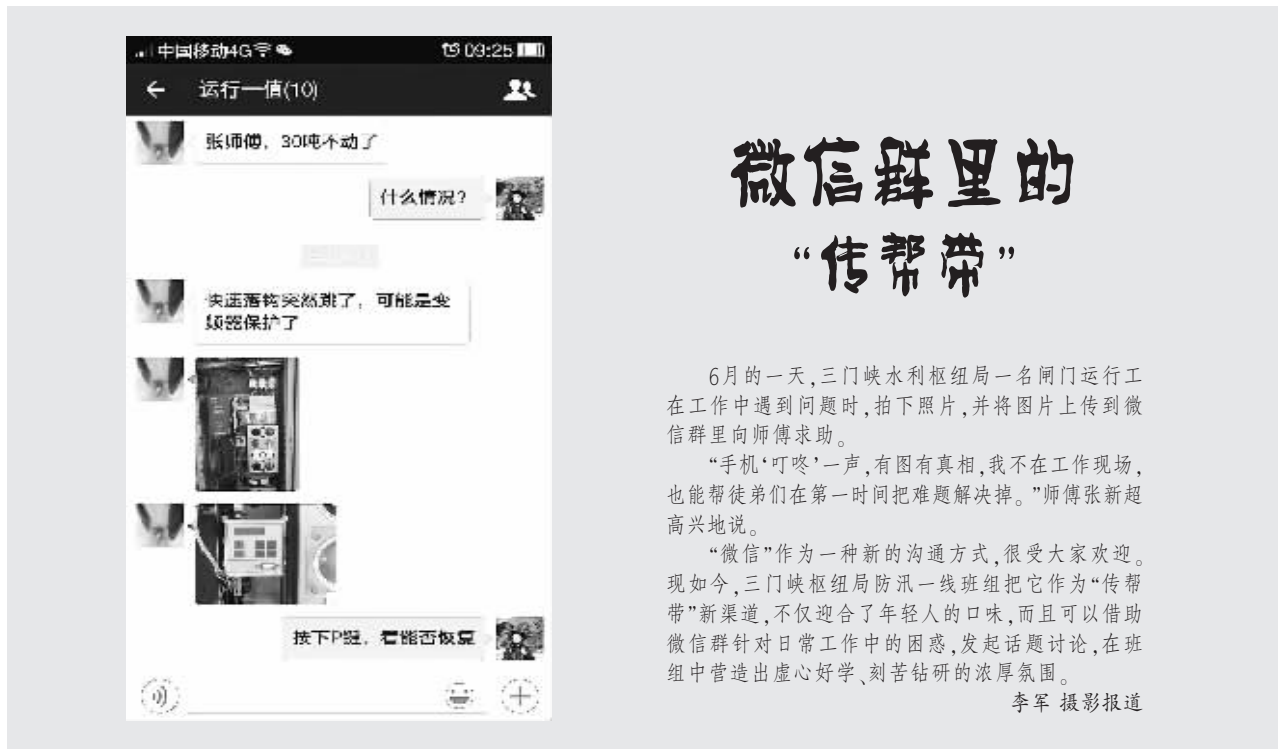 中国移动4G
09:25
运行一值(10)
张师傅，30吨不动了
什么情况？
快速落钩突然跳了，可能是变
频器保护了
按下P键，看能否恢复
微信群里的
“传帮带”
6月的一天,三门峡水利枢纽局一名闸门运行工
在工作中遇到问题时,拍下照片,并将图片上传到微
信群里向师傅求助。
“手机‘叮咚’一声,有图有真相,我不在工作现场,
也能帮徒弟们在第一时间把难题解决掉。”师傅张新超
高兴地说。
“微信”作为一种新的沟通方式,很受大家欢迎。
现如今,三门峡枢纽局防汛一线班组把它作为“传帮
带”新渠道,不仅迎合了年轻人的口味,而且可以借助
微信群针对日常工作中的困惑,发起话题讨论,在班
组中营造出虚心好学、刻苦钻研的浓厚氛围。
李军 摄影报道